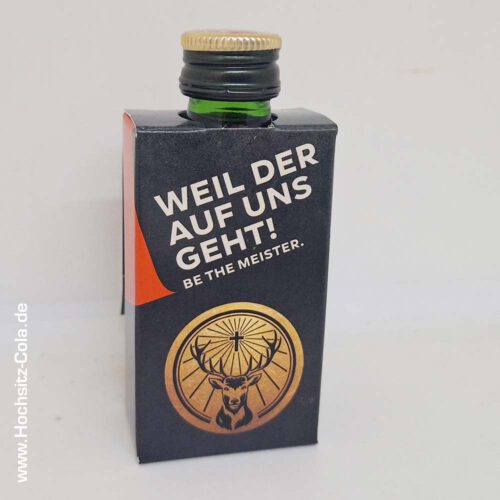 WEIL DER
AUF UNS
GEHT!
BE THE MEISTER.
www.Hochsitz-Cola.de